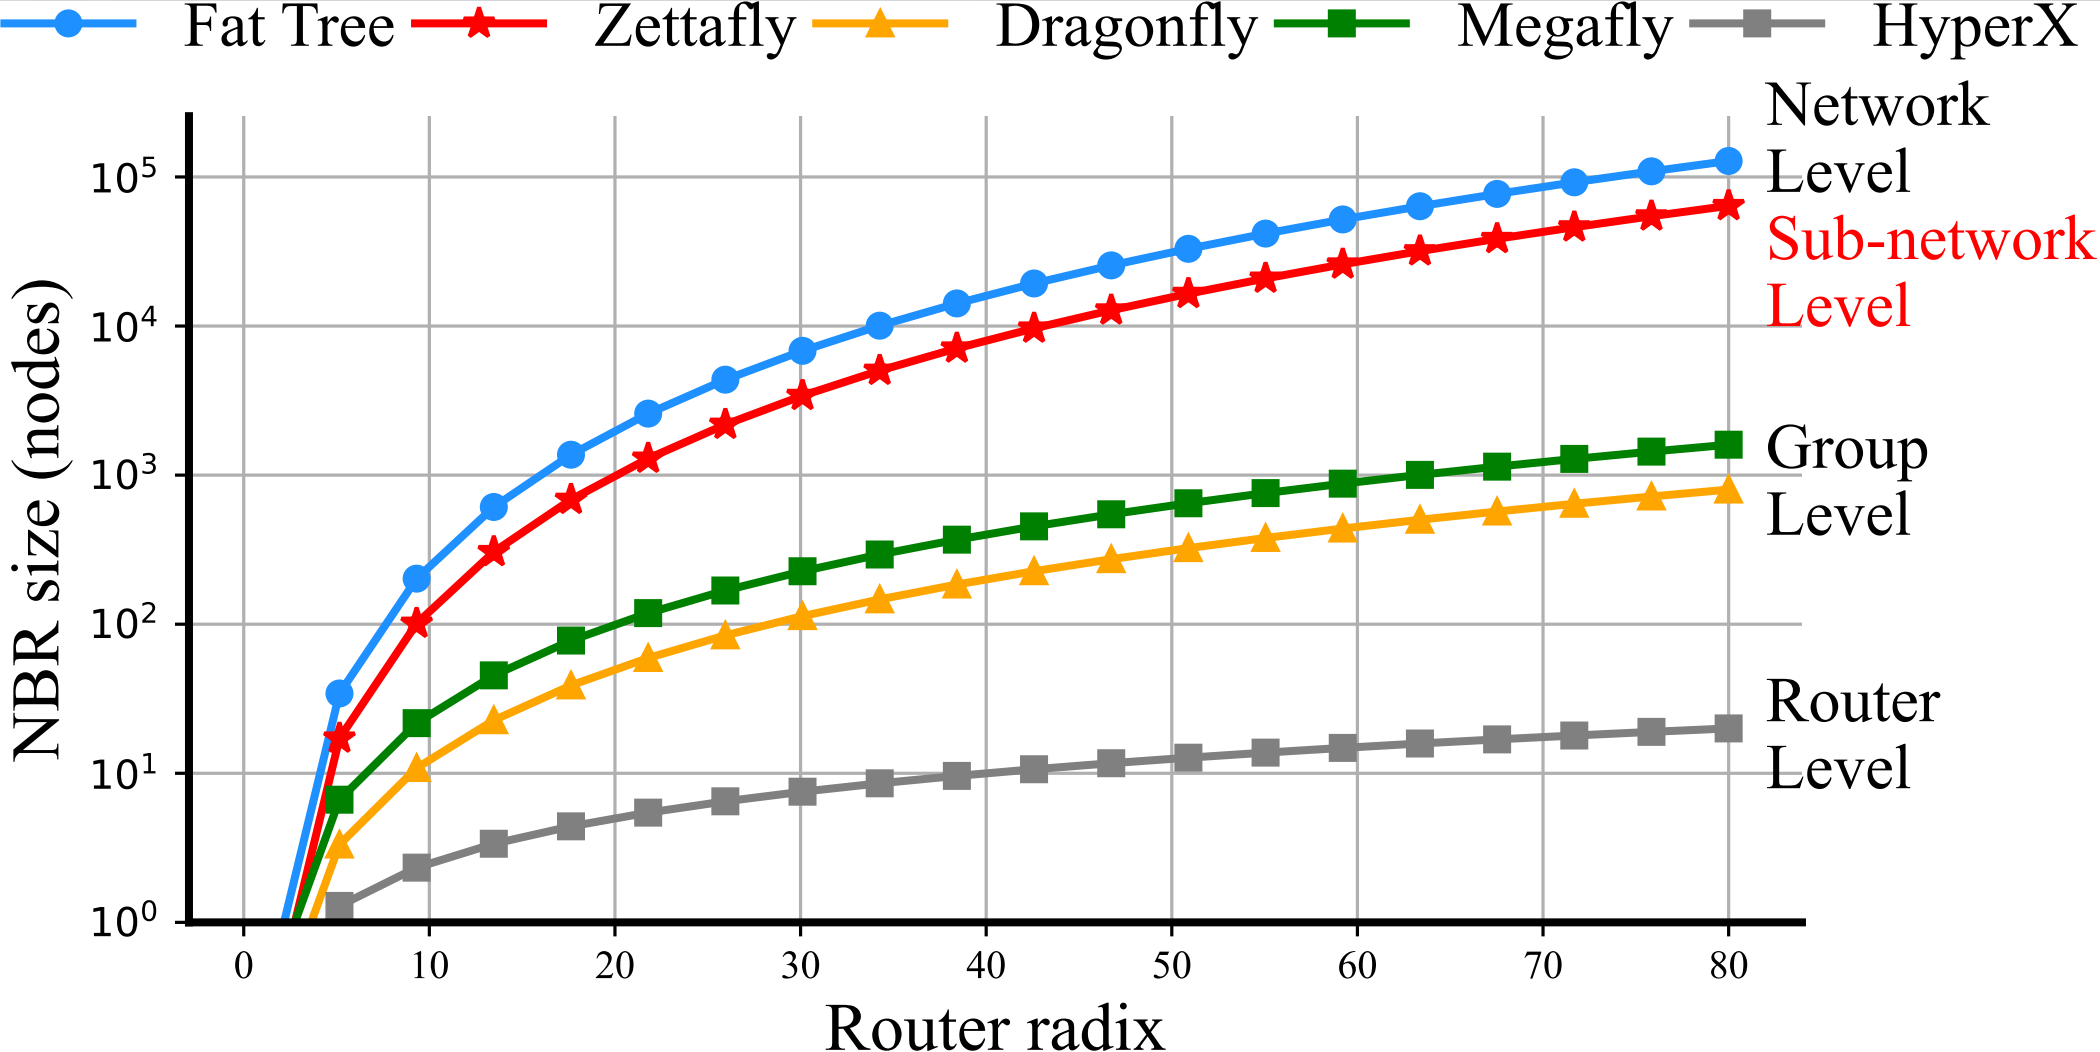 Fat Tree Zettafly Dragonfly Megafly HyperX
Network
Level
Sub-network
Level
Group
Level
Router
Level
NBR size (nodes)
10⁵
10⁴
10³
10²
10¹
10⁰
0 10 20 30 40 50 60 70 80
Router radix